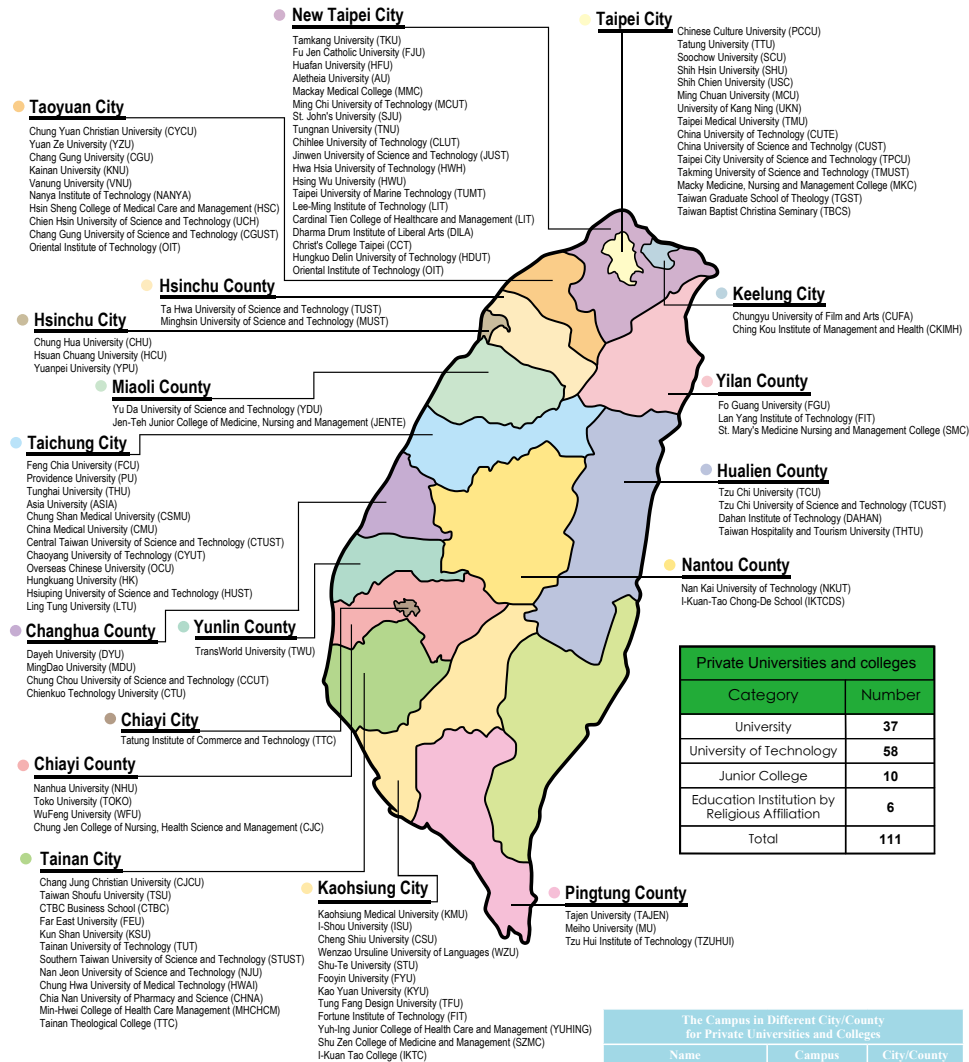 New Taipei City
Tamkang University (TKU)
Fu Jen Catholic University (FJU)
Huafan University (HFU)
Aletheia University (AU)
Mackay Medical College (MMC)
Ming Chi University of Technology (MCUT)
St. John's University (SJU)
Tungnan University (TNU)
Chihlee University of Technology (CLUT)
Jinwen University of Science and Technology (JUST)
Hwa Hsia University of Technology (HWH)
Hsing Wu University (HWU)
Taipei University of Marine Technology (TUMT)
Lee-Ming Institute of Technology (LIT)
Cardinal Tien College of Healthcare and Management (LIT)
Dharma Drum Institute of Liberal Arts (DILA)
Christ's College Taipei (CCT)
Hungkuo Delin University of Technology (HDUT)
Oriental Institute of Technology (OIT)
Taipei City
Chinese Culture University (PCCU)
Tatung University (TTU)
Soochow University (SCU)
Shih Hsin University (SHU)
Shih Chien University (USC)
Ming Chuan University (MCU)
University of Kang Ning (UKN)
Taipei Medical University (TMU)
China University of Technology (CUTE)
China University of Science and Technolgy (CUST)
Taipei City University of Science and Technology (TPCU)
Takming University of Science and Technology (TMUST)
Macky Medicine, Nursing and Management College (MKC)
Taiwan Graduate School of Theology (TGST)
Taiwan Baptist Christina Seminary (TBCS)
Taoyuan City
Chung Yuan Christian University (CYCU)
Yuan Ze University (YZU)
Chang Gung University (CGU)
Kainan University (KNU)
Vanung University (VNU)
Nanya Institute of Technology (NANYA)
Hsin Sheng College of Medical Care and Management (HSC)
Chien Hsin University of Science and Technology (UCH)
Chang Gung University of Science and Technology (CGUST)
Oriental Institute of Technology (OIT)
Hsinchu County
Ta Hwa University of Science and Technology (TUST)
Minghsin University of Science and Technology (MUST)
Keelung City
Chungyu University of Film and Arts (CUFA)
Ching Kou Institute of Management and Health (CKIMH)
Hsinchu City
Chung Hua University (CHU)
Hsuan Chuang University (HCU)
Yuanpei University (YPU)
Miaoli County
Yu Da University of Science and Technology (YDU)
Jen-Teh Junior College of Medicine, Nursing and Management (JENTE)
Yilan County
Fo Guang University (FGU)
Lan Yang Institute of Technology (FIT)
St. Mary's Medicine Nursing and Management College (SMC)
Taichung City
Feng Chia University (FCU)
Providence University (PU)
Tunghai University (THU)
Asia University (ASIA)
Chung Shan Medical University (CSMU)
China Medical University (CMU)
Central Taiwan University of Science and Technology (CTUST)
Chaoyang University of Technology (CYUT)
Overseas Chinese University (OCU)
Hungkuang University (HK)
Hsiuping University of Science and Technology (HUST)
Ling Tung University (LTU)
Hualien County
Tzu Chi University (TCU)
Tzu Chi University of Science and Technology (TCUST)
Dahan Institute of Technology (DAHAN)
Taiwan Hospitality and Tourism University (THTU)
Nantou County
Nan Kai University of Technology (NKUT)
I-Kuan-Tao Chong-De School (IKTCDS)
Changhua County
Dayeh University (DYU)
MingDao University (MDU)
Chung Chou University of Science and Technology (CCUT)
Chienkuo Technology University (CTU)
Yunlin County
TransWorld University (TWU)
Chiayi City
Tatung Institute of Commerce and Technology (TTC)
Chiayi County
Nanhua University (NHU)
Toko University (TOKO)
WuFeng University (WFU)
Chung Jen College of Nursing, Health Science and Management (CJC)
Private Universities and colleges
Category Number
University 37
University of Technology 58
Junior College 10
Education Institution by
Religious Affiliation 6
Total 111
Tainan City
Chang Jung Christian University (CJCU)
Taiwan Shoufu University (TSU)
CTBC Business School (CTBC)
Far East University (FEU)
Kun Shan University (KSU)
Tainan University of Technology (TUT)
Southern Taiwan University of Science and Technology (STUST)
Nan Jeon University of Science and Technology (NJU)
Chung Hwa University of Medical Technology (HWAI)
Chia Nan University of Pharmacy and Science (CHNA)
Min-Hwei College of Health Care Management (MHCHCM)
Tainan Theological College (TTC)
Kaohsiung City
Kaohsiung Medical University (KMU)
I-Shou University (ISU)
Cheng Shiu University (CSU)
Wenzao Ursuline University of Languages (WZU)
Shu-Te University (STU)
Fooyin University (FYU)
Kao Yuan University (KYU)
Tung Fang Design University (TFU)
Fortune Institute of Technology (FIT)
Yuh-Ing Junior College of Health Care and Management (YUHING)
Shu Zen College of Medicine and Management (SZMC)
I-Kuan Tao College (IKTC)
Pingtung County
Tajen University (TAJEN)
Meiho University (MU)
Tzu Hui Institute of Technology (TZUHUI)
The Campus in Different City/County
for Private Universities and Colleges
Name Campus City/County